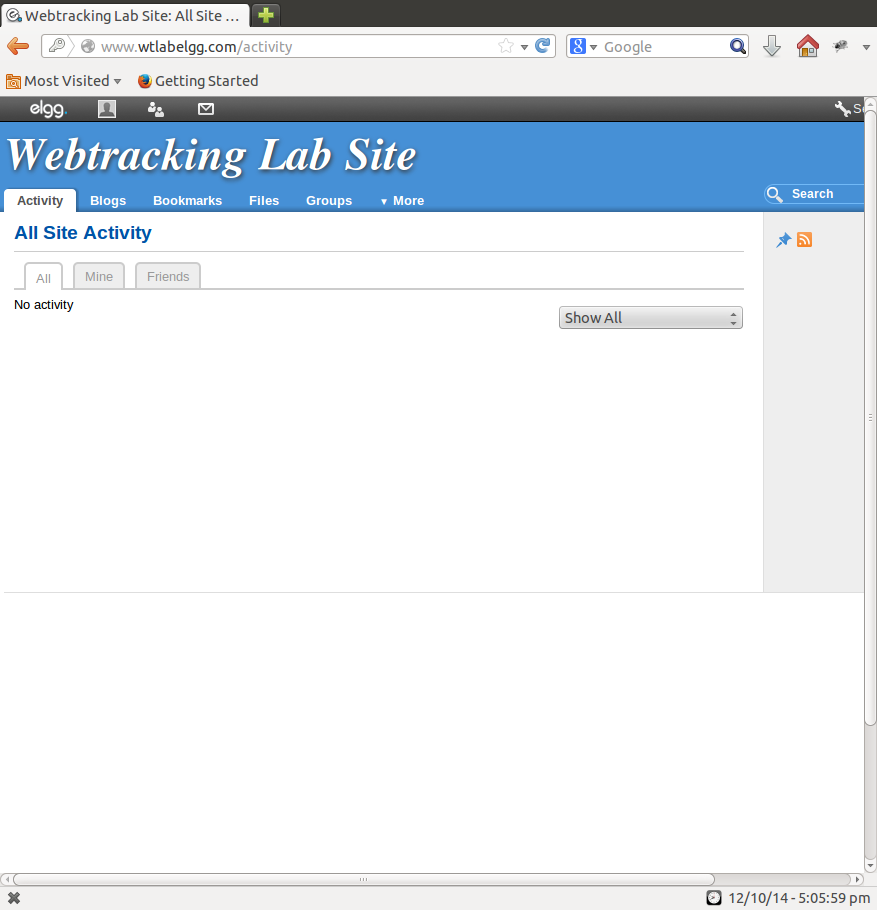 Webtracking Lab Site: All Site ...
www.wtlabelgg.com/activity
Google
Most Visited
Getting Started
elgg.
Webtracking Lab Site
Activity Blogs Bookmarks Files Groups ▼ More
Search
All Site Activity
All Mine Friends
No activity
Show All
12/10/14 - 5:05:59 pm